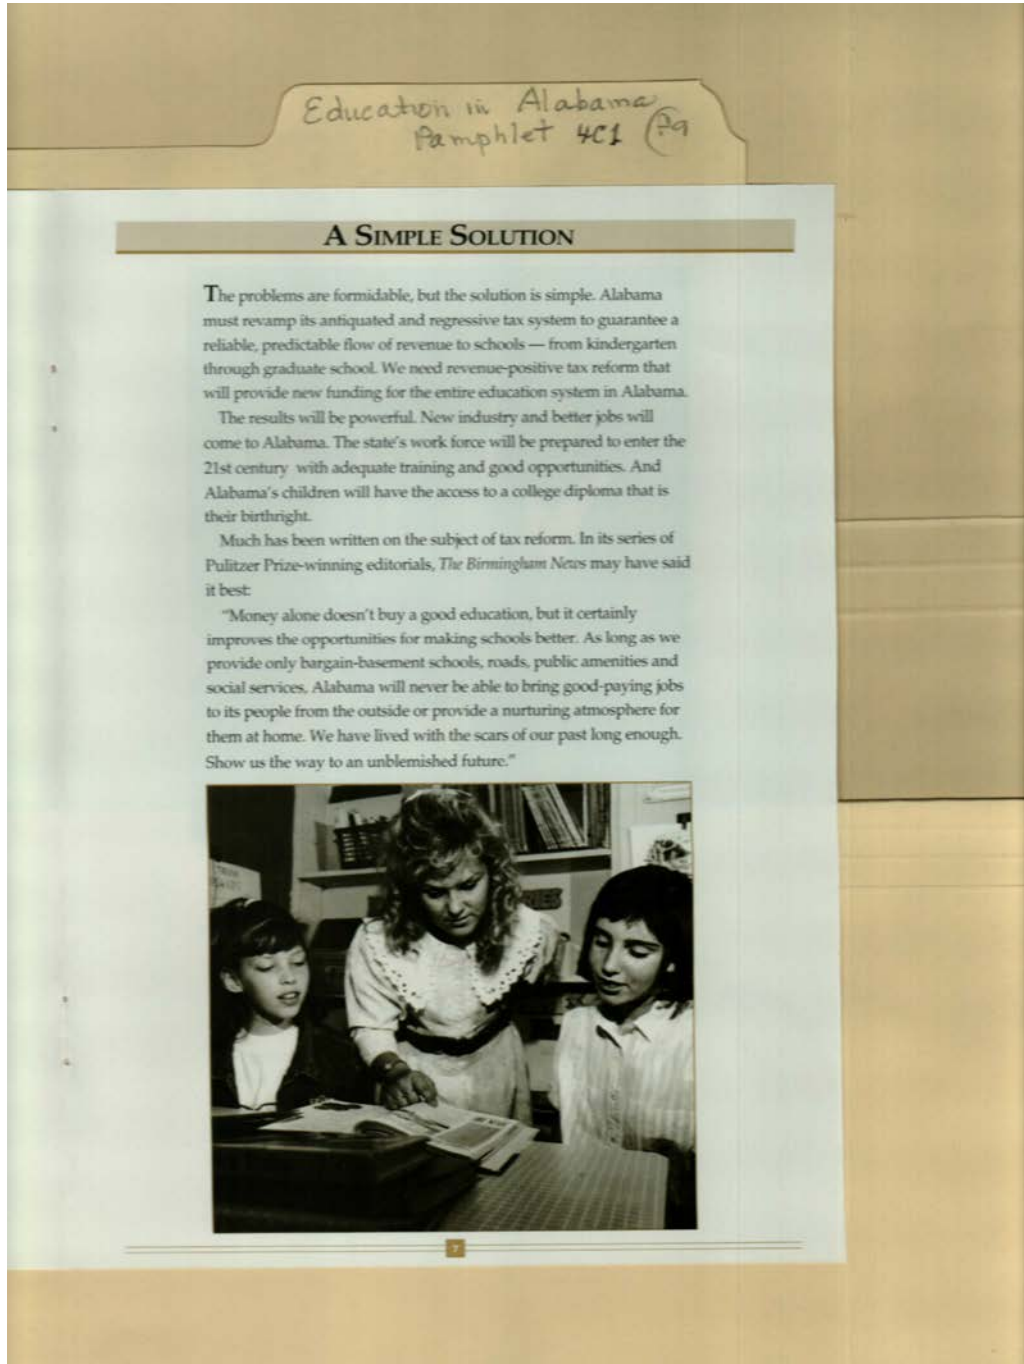 Education in Alabama
Pamphlet 4C1
A SIMPLE SOLUTION
The problems are formidable, but the solution is simple. Alabama
must revamp its antiquated and regressive tax system to guarantee a
reliable, predictable flow of revenue to schools — from kindergarten
through graduate school. We need revenue-positive tax reform that
will provide new funding for the entire education system in Alabama.
The results will be powerful. New industry and better jobs will
come to Alabama. The state's work force will be prepared to enter the
21st century with adequate training and good opportunities. And
Alabama's children will have the access to a college diploma that is
their birthright.
Much has been written on the subject of tax reform. In its series of
Pulitzer Prize-winning editorials, The Birmingham News may have said
it best:
"Money alone doesn't buy a good education, but it certainly
improves the opportunities for making schools better. As long as we
provide only bargain-basement schools, roads, public amenities and
social services, Alabama will never be able to bring good-paying jobs
to its people from the outside or provide a nurturing atmosphere for
them at home. We have lived with the scars of our past long enough.
Show us the way to an unblemished future."
7